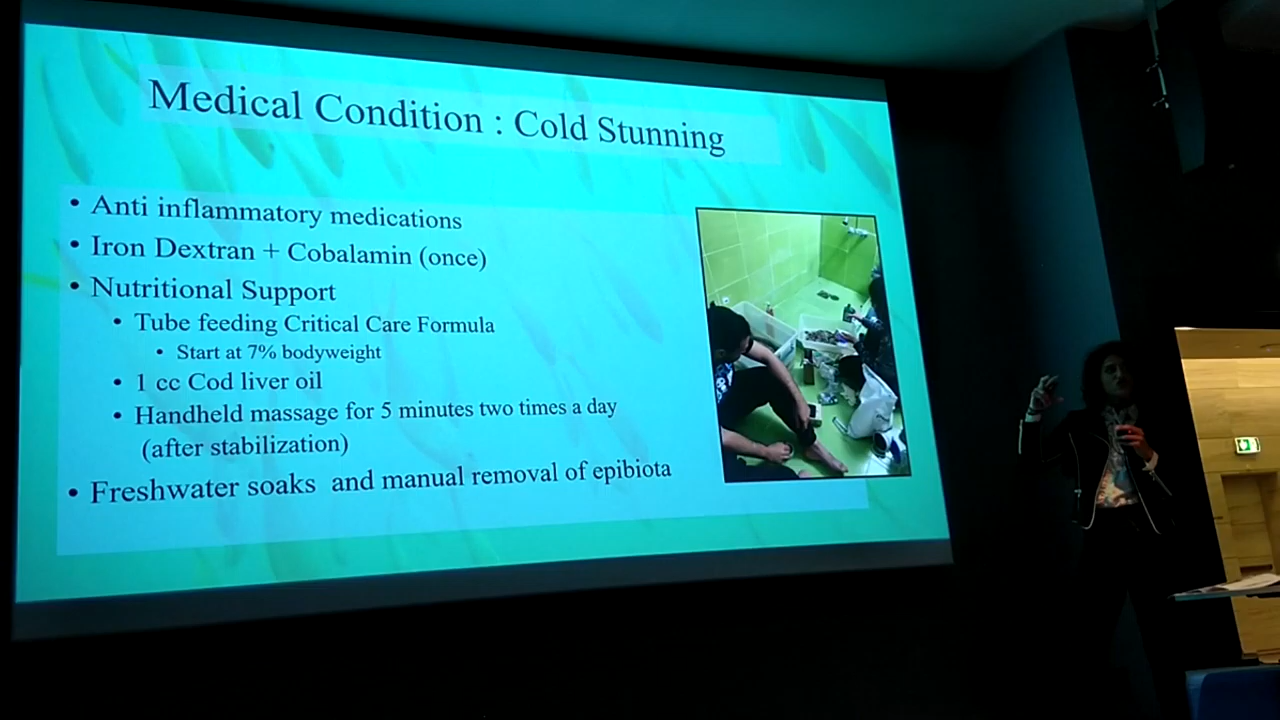 Medical Condition : Cold Stunning
• Anti inflammatory medications
• Iron Dextran + Cobalamin (once)
• Nutritional Support
• Tube feeding Critical Care Formula
• Start at 7% bodyweight
• 1 cc Cod liver oil
• Handheld massage for 5 minutes two times a day
(after stabilization)
• Freshwater soaks and manual removal of epibiota